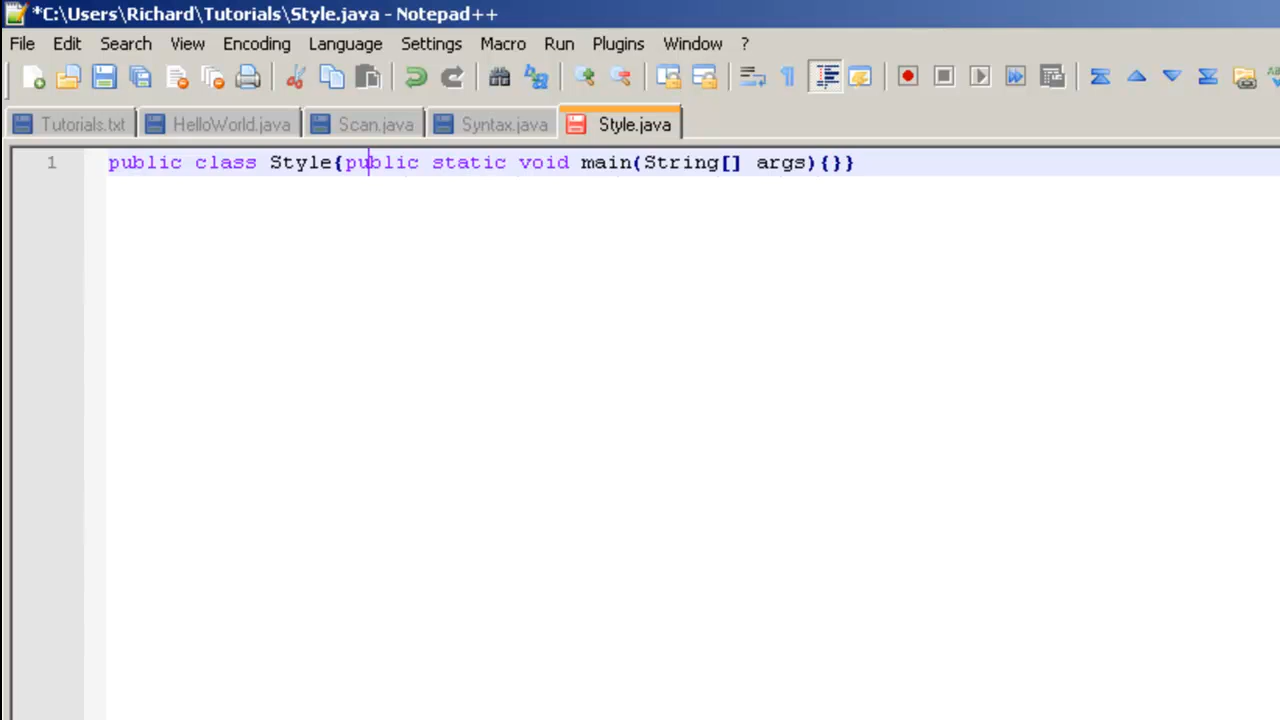 *C:\Users\Richard\Tutorials\Style.java - Notepad++
File Edit Search View Encoding Language Settings Macro Run Plugins Window ?
Tutorials.txt HelloWorld.java Scan.java Syntax.java Style.java
1 public class Style{public static void main(String[] args){}}